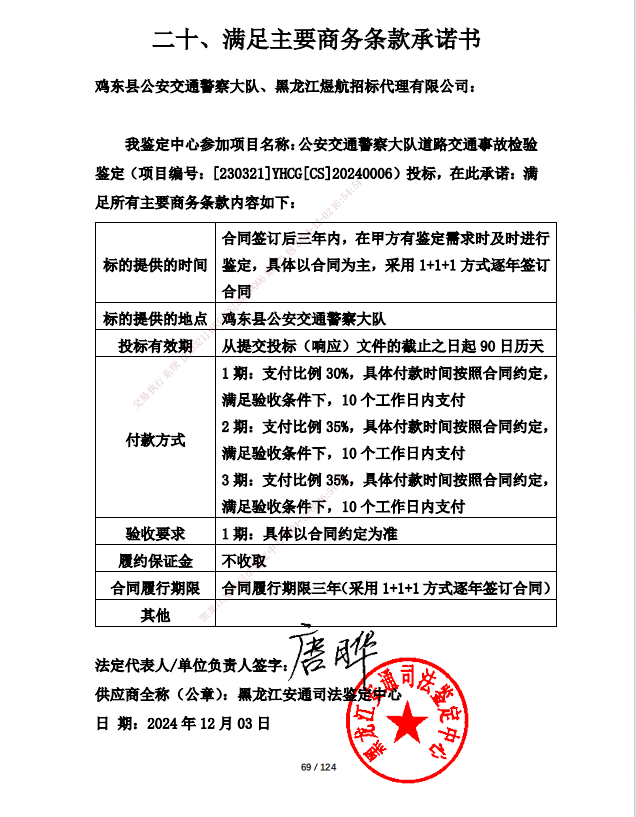 二十、满足主要商务条款承诺书
鸡东县公安交通警察大队、黑龙江煜航招标代理有限公司：
我鉴定中心参加项目名称：公安交通警察大队道路交通事故检验
鉴定（项目编号：[230321]YHCG[CS]20240006）投标，在此承诺：满
足所有主要商务条款内容如下：
标的提供的时间
合同签订后三年内，在甲方有鉴定需求时及时进行
鉴定，具体以合同为主，采用 1+1+1 方式逐年签订
合同
标的提供的地点 鸡东县公安交通警察大队
投标有效期 从提交投标（响应）文件的截止之日起 90 日历天
付款方式
1 期：支付比例 30%，具体付款时间按照合同约定，
满足验收条件下，10 个工作日内支付
2 期：支付比例 35%，具体付款时间按照合同约定，
满足验收条件下，10 个工作日内支付
3 期：支付比例 35%，具体付款时间按照合同约定，
满足验收条件下，10 个工作日内支付
验收要求 1 期：具体以合同约定为准
履约保证金 不收取
合同履行期限 合同履行期限三年（采用 1+1+1 方式逐年签订合同）
其他
法定代表人/单位负责人签字：唐晔
供应商全称（公章）：黑龙江安通司法鉴定中心
日 期：2024 年 12 月 03 日
黑龙江安通司法鉴定中心
69 / 124